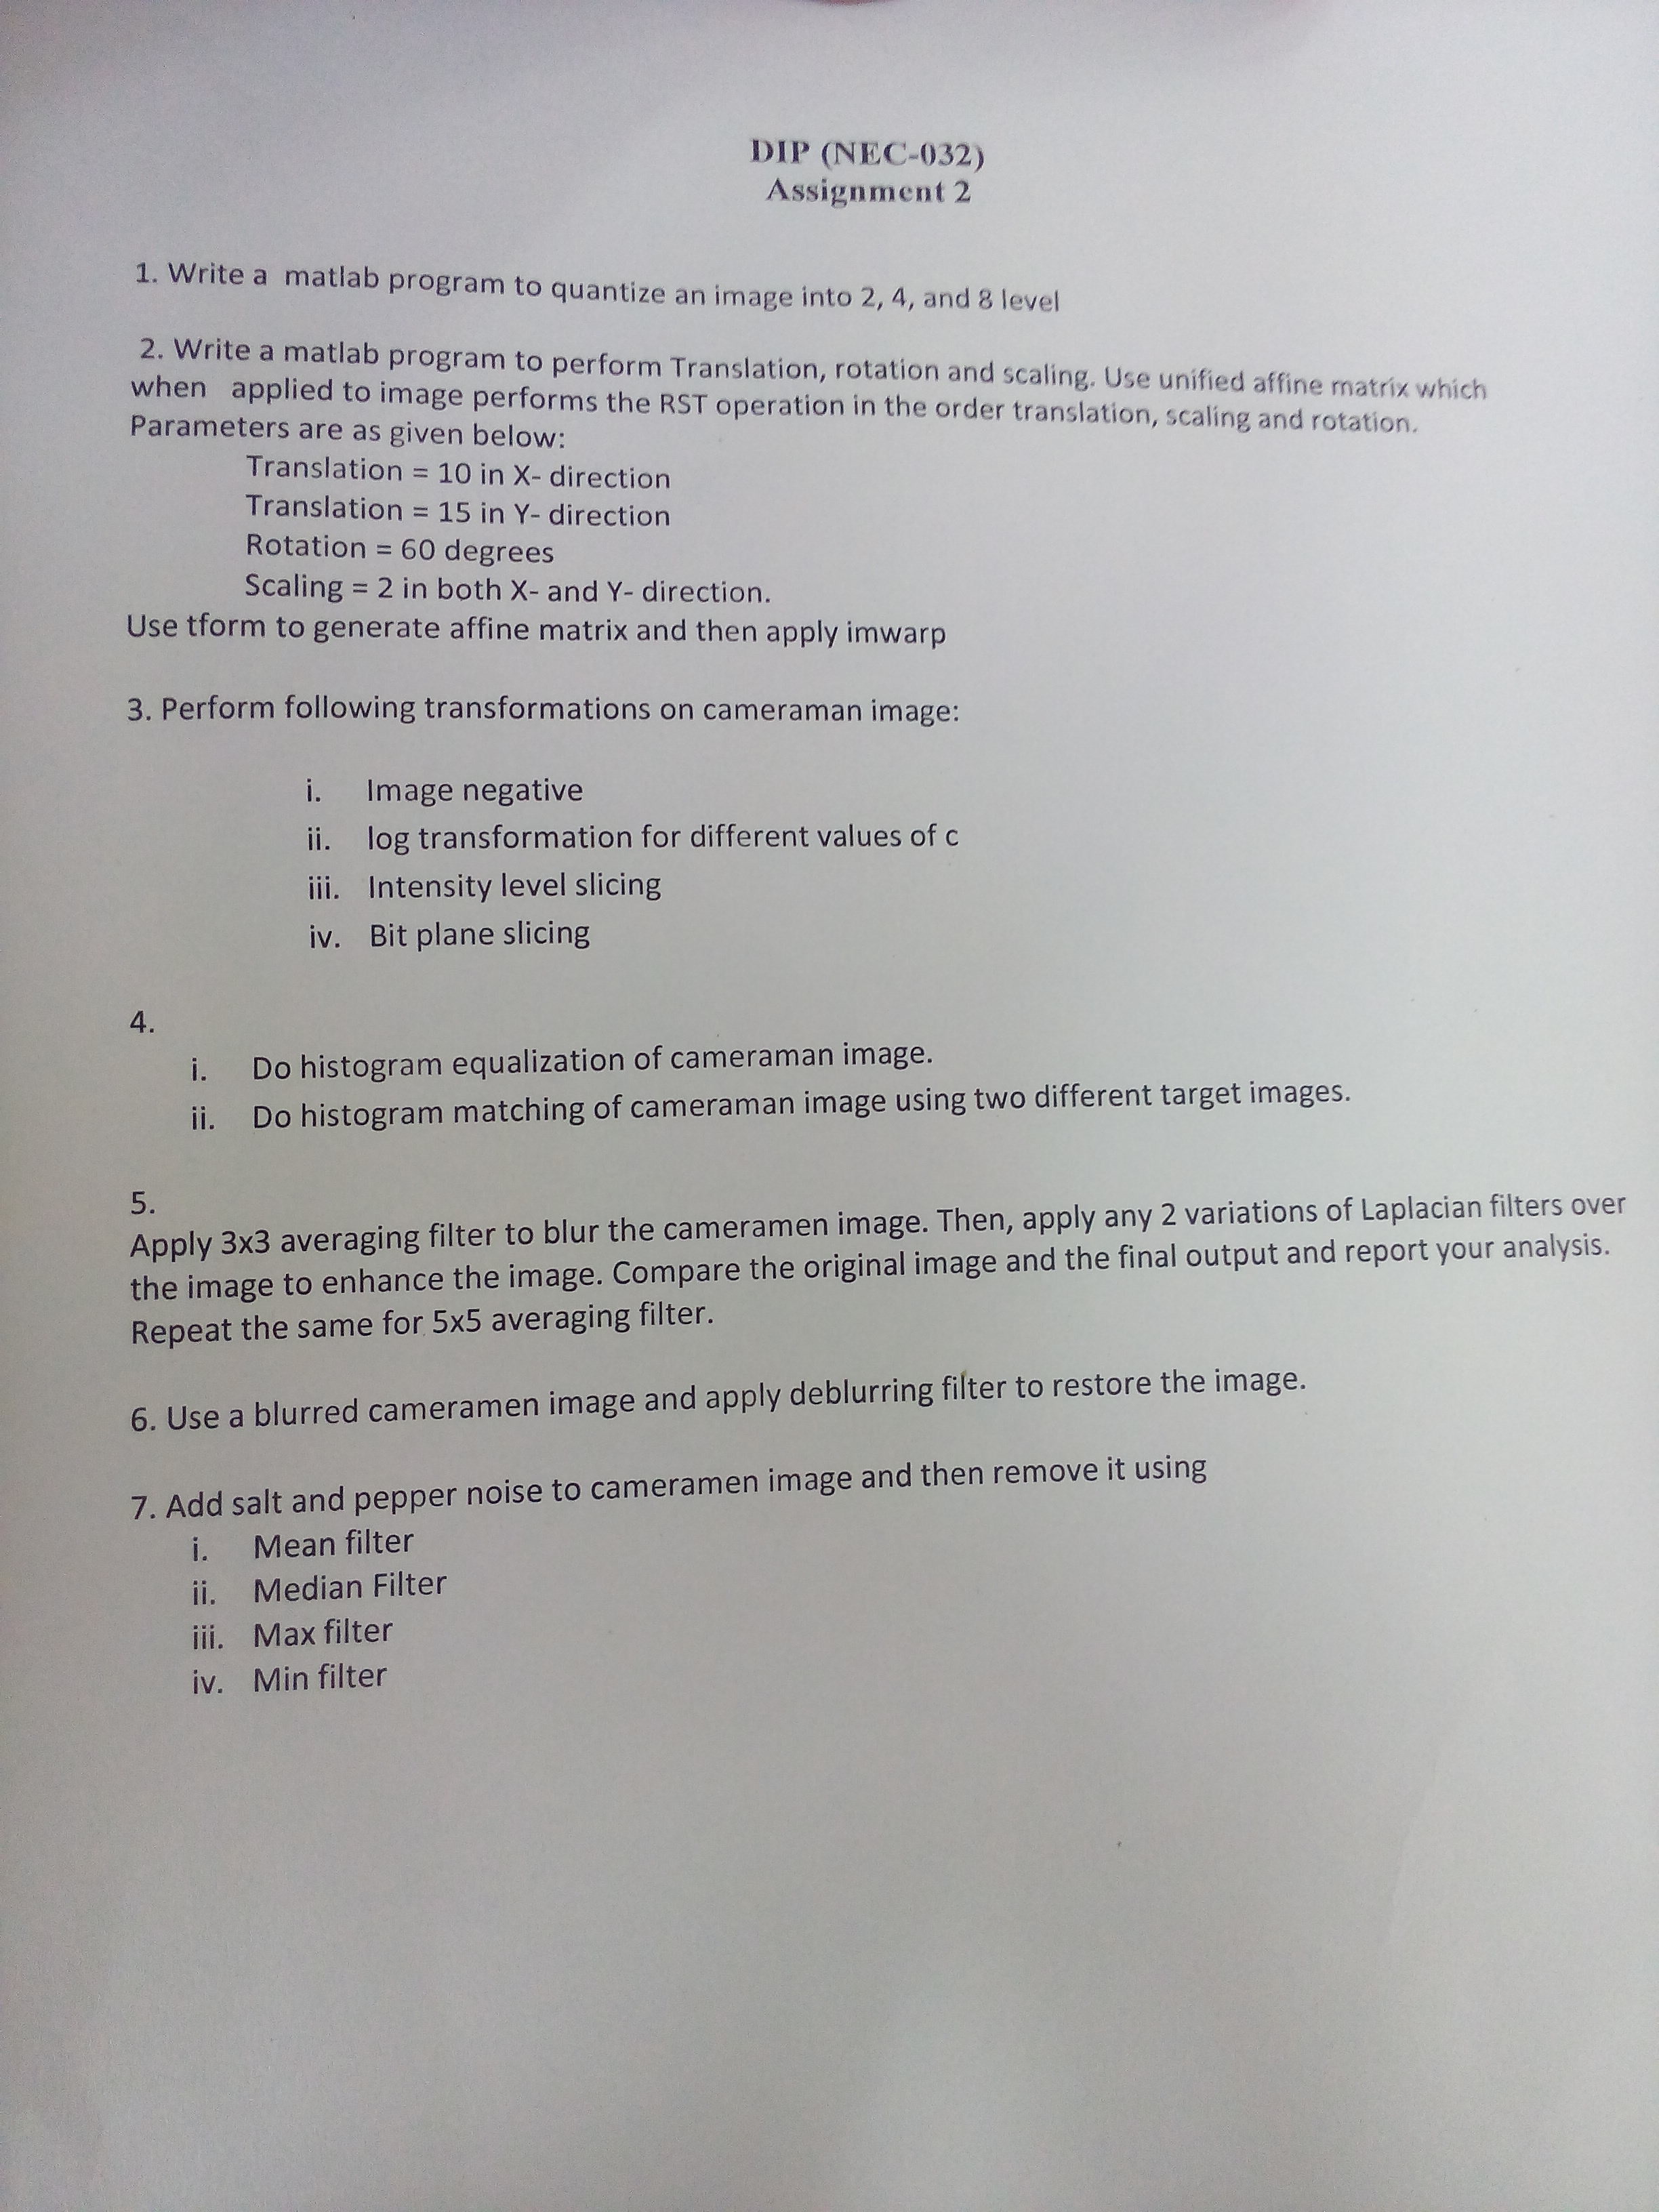 DIP (NEC-032)
Assignment 2
1. Write a matlab program to quantize an image into 2, 4, and 8 level
2. Write a matlab program to perform Translation, rotation and scaling. Use unified affine matrix which
when applied to image performs the RST operation in the order translation, scaling and rotation.
Parameters are as given below:
Translation = 10 in X- direction
Translation = 15 in Y- direction
Rotation = 60 degrees
Scaling = 2 in both X- and Y- direction.
Use tform to generate affine matrix and then apply imwarp
3. Perform following transformations on cameraman image:
i. Image negative
ii. log transformation for different values of c
iii. Intensity level slicing
iv. Bit plane slicing
4.
i. Do histogram equalization of cameraman image.
ii. Do histogram matching of cameraman image using two different target images.
5.
Apply 3x3 averaging filter to blur the cameramen image. Then, apply any 2 variations of Laplacian filters over
the image to enhance the image. Compare the original image and the final output and report your analysis.
Repeat the same for 5x5 averaging filter.
6. Use a blurred cameramen image and apply deblurring filter to restore the image.
7. Add salt and pepper noise to cameramen image and then remove it using
i. Mean filter
ii. Median Filter
iii. Max filter
iv. Min filter